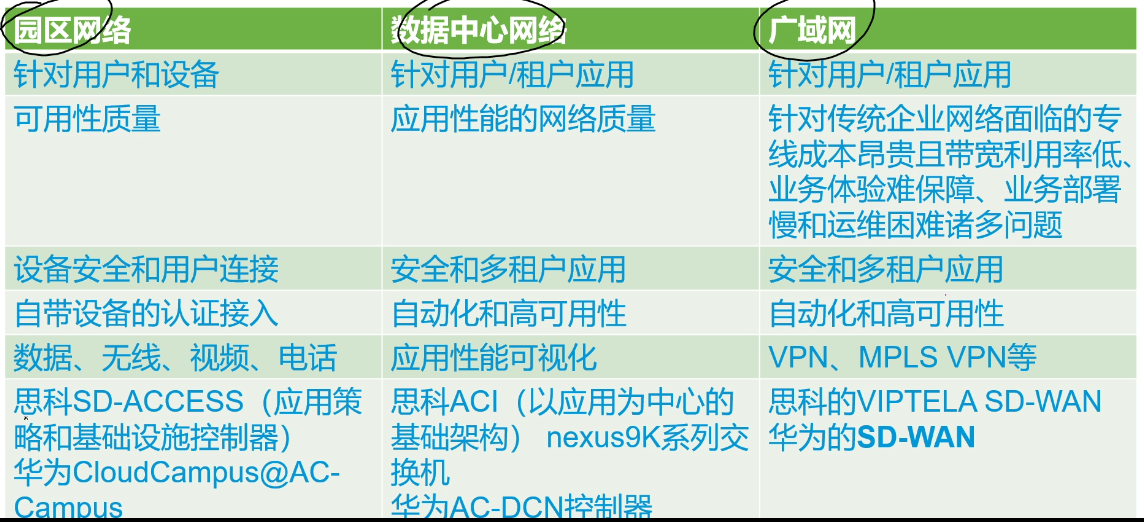 园区网络
数据中心网络
广域网
针对用户和设备
针对用户/租户应用
针对用户/租户应用
可用性质量
应用性能的网络质量
针对传统企业网络面临的专
线成本昂贵且带宽利用率低、
业务体验难保障、业务部署
慢和运维困难诸多问题
设备安全和用户连接
安全和多租户应用
安全和多租户应用
自带设备的认证接入
自动化和高可用性
自动化和高可用性
数据、无线、视频、电话
应用性能可视化
VPN、MPLS VPN等
思科SD-ACCESS（应用策
略和基础设施控制器）
华为CloudCampus@AC-
Campus
思科ACI（以应用为中心的
基础架构） nexus9K系列交
换机
华为AC-DCN控制器
思科的VIPTELA SD-WAN
华为的SD-WAN